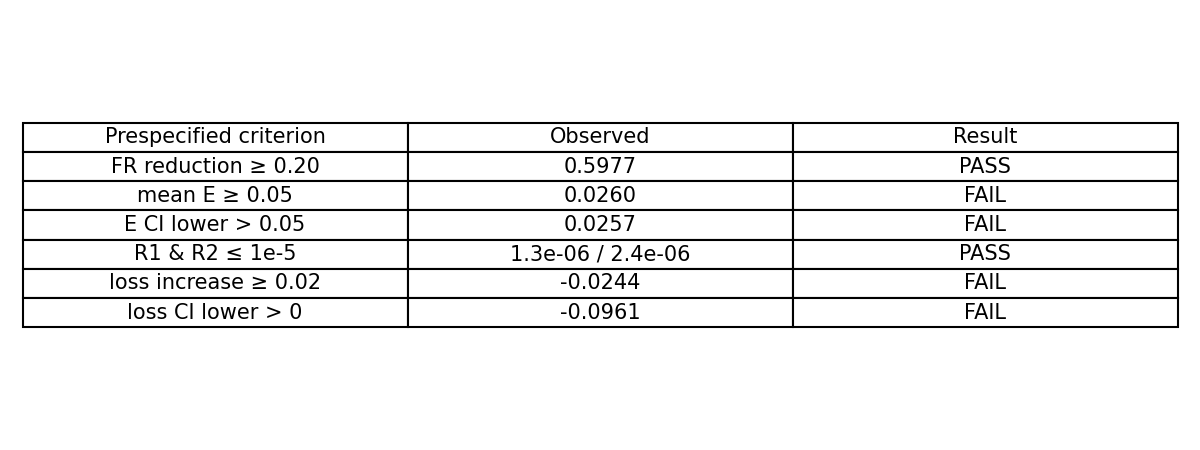 Prespecified criterion Observed Result
FR reduction ≥ 0.20 0.5977 PASS
mean E ≥ 0.05 0.0260 FAIL
E CI lower > 0.05 0.0257 FAIL
R1 & R2 ≤ 1e-5 1.3e-06 / 2.4e-06 PASS
loss increase ≥ 0.02 -0.0244 FAIL
loss CI lower > 0 -0.0961 FAIL